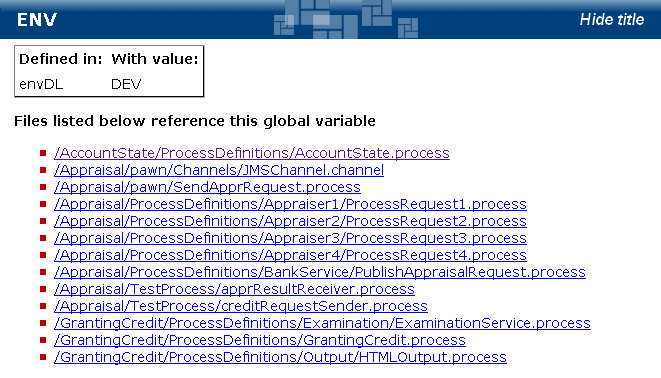 ENV Hide title
Defined in: With value:
envDL DEV
Files listed below reference this global variable
/AccountState/ProcessDefinitions/AccountState.process
/Appraisal/pawn/Channels/JMSChannel.channel
/Appraisal/pawn/SendApprRequest.process
/Appraisal/ProcessDefinitions/Appraiser1/ProcessRequest1.process
/Appraisal/ProcessDefinitions/Appraiser2/ProcessRequest2.process
/Appraisal/ProcessDefinitions/Appraiser3/ProcessRequest3.process
/Appraisal/ProcessDefinitions/Appraiser4/ProcessRequest4.process
/Appraisal/ProcessDefinitions/BankService/PublishAppraisalRequest.process
/Appraisal/TestProcess/apprResultReceiver.process
/Appraisal/TestProcess/creditRequestSender.process
/GrantingCredit/ProcessDefinitions/Examination/ExaminationService.process
/GrantingCredit/ProcessDefinitions/GrantingCredit.process
/GrantingCredit/ProcessDefinitions/Output/HTMLOutput.process